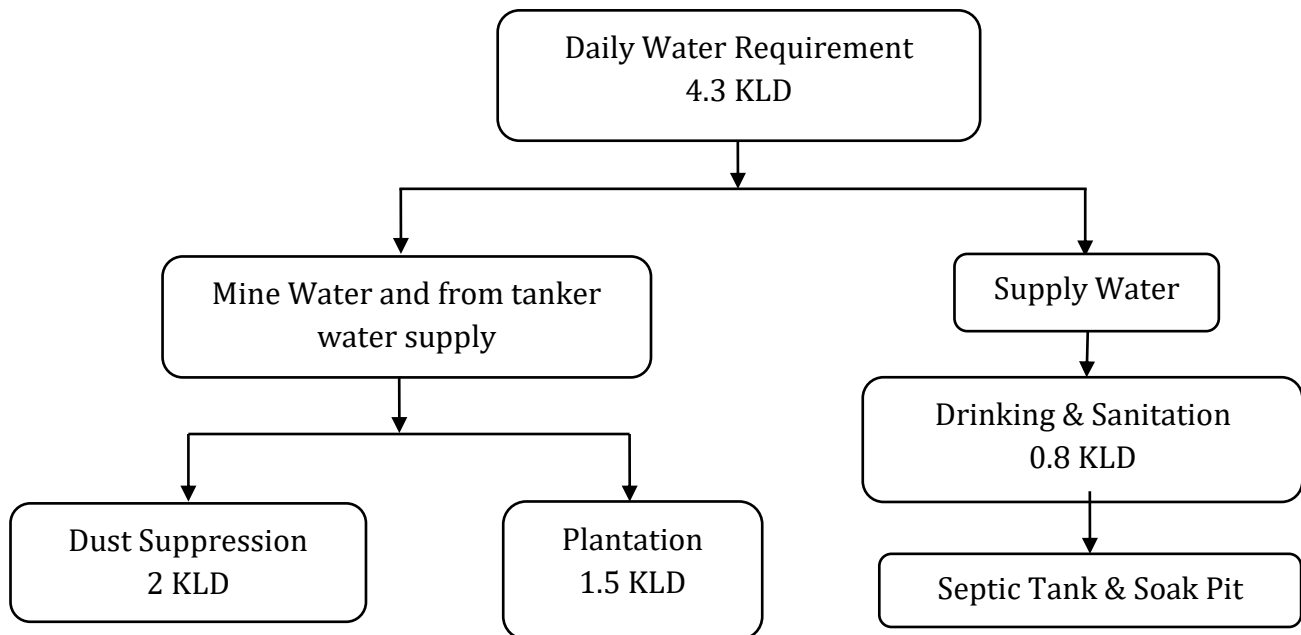 Daily Water Requirement
4.3 KLD
Mine Water and from tanker
water supply
Supply Water
Drinking & Sanitation
0.8 KLD
Dust Suppression
2 KLD
Plantation
1.5 KLD
Septic Tank & Soak Pit